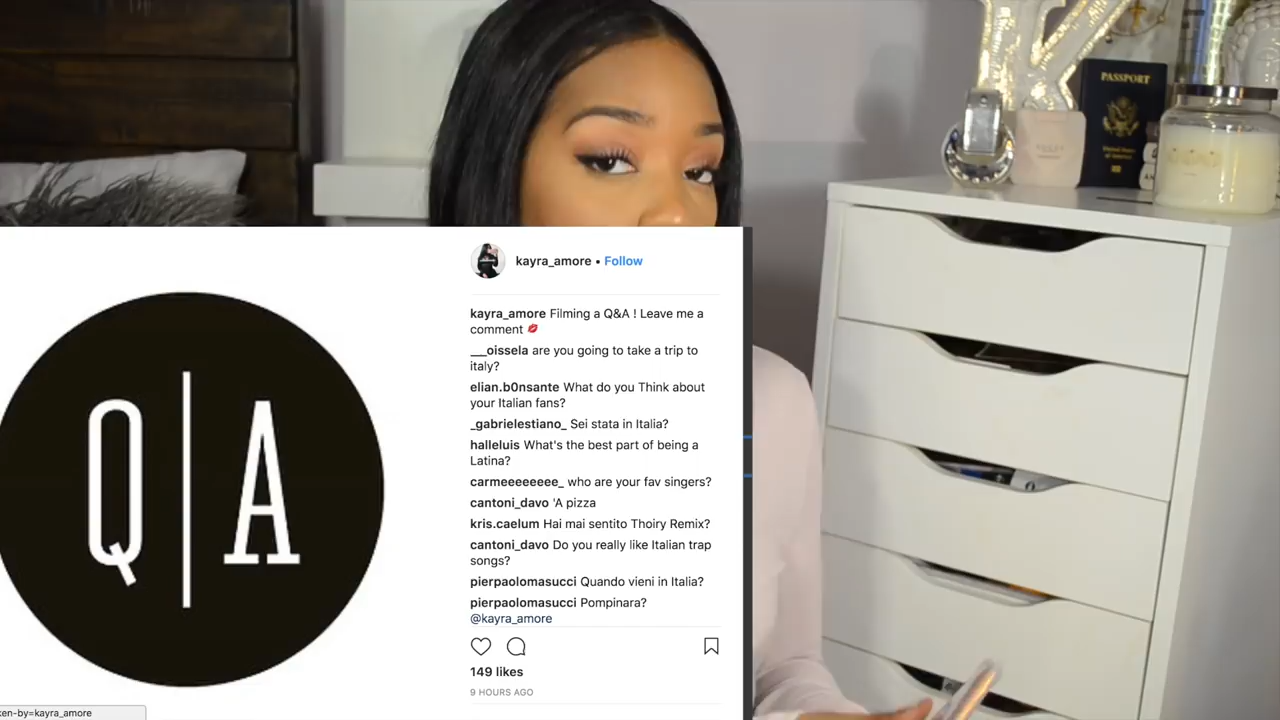 PASSPORT
United States
of America
kayra_amore • Follow
kayra_amore Filming a Q&A ! Leave me a
comment 💋
___oissela are you going to take a trip to
italy?
elian.b0nsante What do you Think about
your Italian fans?
_gabrielestiano_ Sei stata in Italia?
halleluis What's the best part of being a
Latina?
carmeeeeeeee_ who are your fav singers?
cantoni_davo 'A pizza
kris.caelum Hai mai sentito Thoiry Remix?
cantoni_davo Do you really like Italian trap
songs?
pierpaolomasucci Quando vieni in Italia?
pierpaolomasucci Pompinara?
@kayra_amore
149 likes
9 HOURS AGO
Q|A
ken-by=kayra_amore